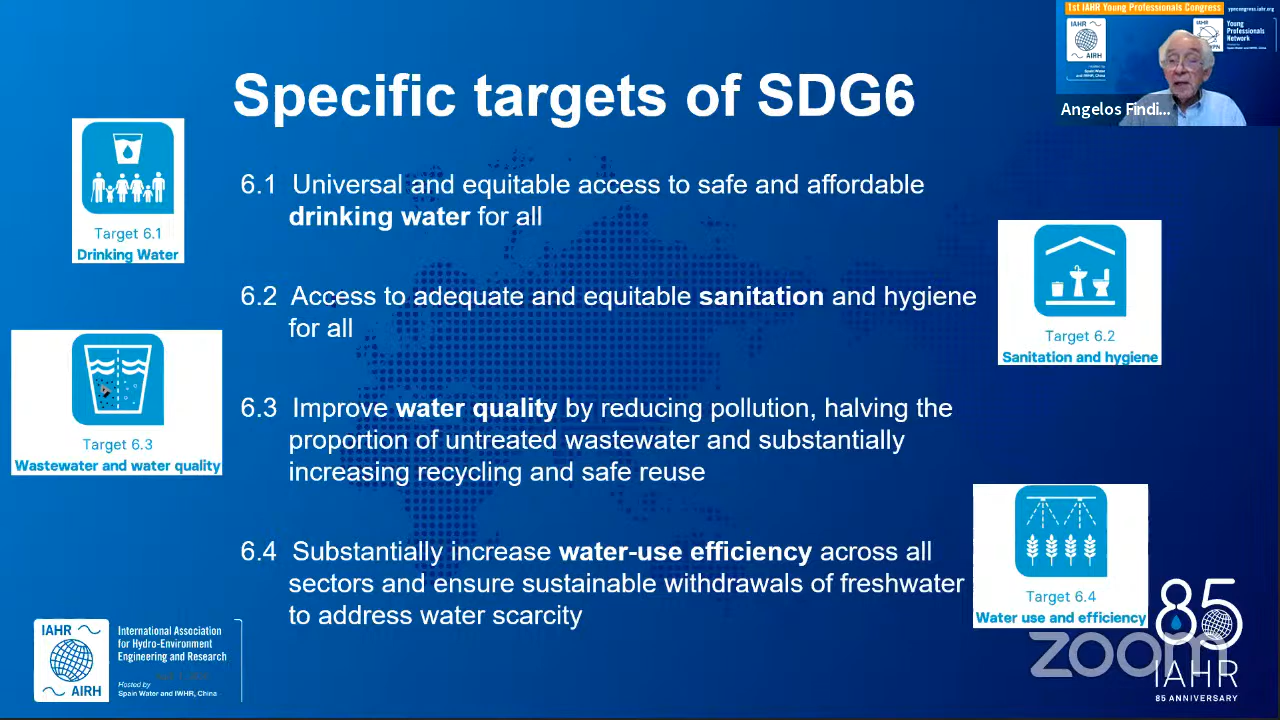 1st IAHR Young Professionals Congress
ypncongress.iahr.org
IAHR
AIRH
IAHR
Young
Professionals
Network
Angelos Findi...
Specific targets of SDG6
Target 6.1
Drinking Water
6.1 Universal and equitable access to safe and affordable
drinking water for all
6.2 Access to adequate and equitable sanitation and hygiene
for all
Target 6.2
Sanitation and hygiene
Target 6.3
Wastewater and water quality
6.3 Improve water quality by reducing pollution, halving the
proportion of untreated wastewater and substantially
increasing recycling and safe reuse
6.4 Substantially increase water-use efficiency across all
sectors and ensure sustainable withdrawals of freshwater
to address water scarcity
Target 6.4
Water use and efficiency
IAHR
AIRH
International Association
for Hydro-Environment
Engineering and Research
Hosted by
Spain Water and IWHR, China
zoom
85
IAHR
85 ANNIVERSARY